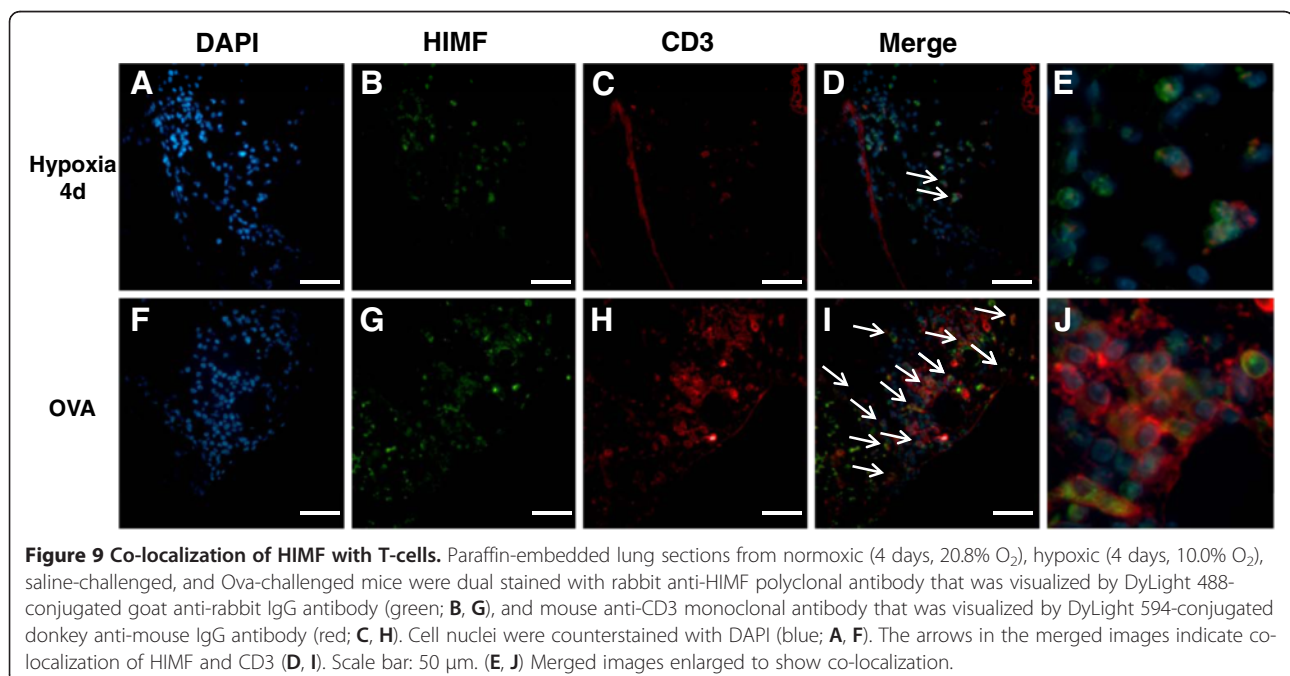 DAPI HIMF CD3 Merge
Hypoxia
4d
A B C D E
OVA
F G H I J
Figure 9 Co-localization of HIMF with T-cells. Paraffin-embedded lung sections from normoxic (4 days, 20.8% O₂), hypoxic (4 days, 10.0% O₂),
saline-challenged, and Ova-challenged mice were dual stained with rabbit anti-HIMF polyclonal antibody that was visualized by DyLight 488-
conjugated goat anti-rabbit IgG antibody (green; B, G), and mouse anti-CD3 monoclonal antibody that was visualized by DyLight 594-conjugated
donkey anti-mouse IgG antibody (red; C, H). Cell nuclei were counterstained with DAPI (blue; A, F). The arrows in the merged images indicate co-
localization of HIMF and CD3 (D, I). Scale bar: 50 μm. (E, J) Merged images enlarged to show co-localization.